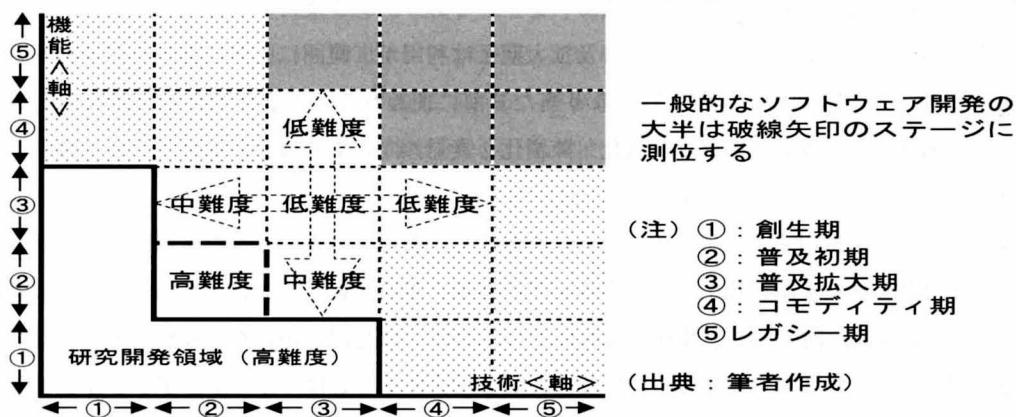 機能<軸>
⑤
④
③
②
①
低難度
中難度 低難度 低難度
高難度 中難度
研究開発領域（高難度）
技術<軸>
① ② ③ ④ ⑤
一般的なソフトウェア開発の
大半は破線矢印のステージに
測位する
（注）①：創生期
②：普及初期
③：普及拡大期
④：コモディティ期
⑤レガシー期
（出典：筆者作成）